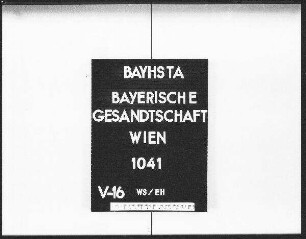 BAYHSTA
BAYERISCHE
GESANDTSCHAFT
WIEN
1041
V-16 WS/EH